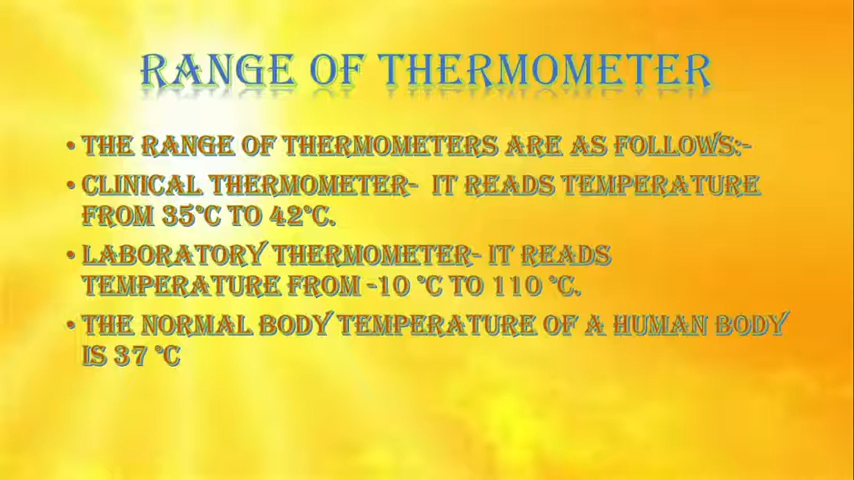 RANGE OF THERMOMETER
• THE RANGE OF THERMOMETERS ARE AS FOLLOWS:-
• CLINICAL THERMOMETER- IT READS TEMPERATURE
FROM 35°C TO 42°C.
• LABORATORY THERMOMETER- IT READS
TEMPERATURE FROM -10 °C TO 110 °C.
• THE NORMAL BODY TEMPERATURE OF A HUMAN BODY
IS 37 °C